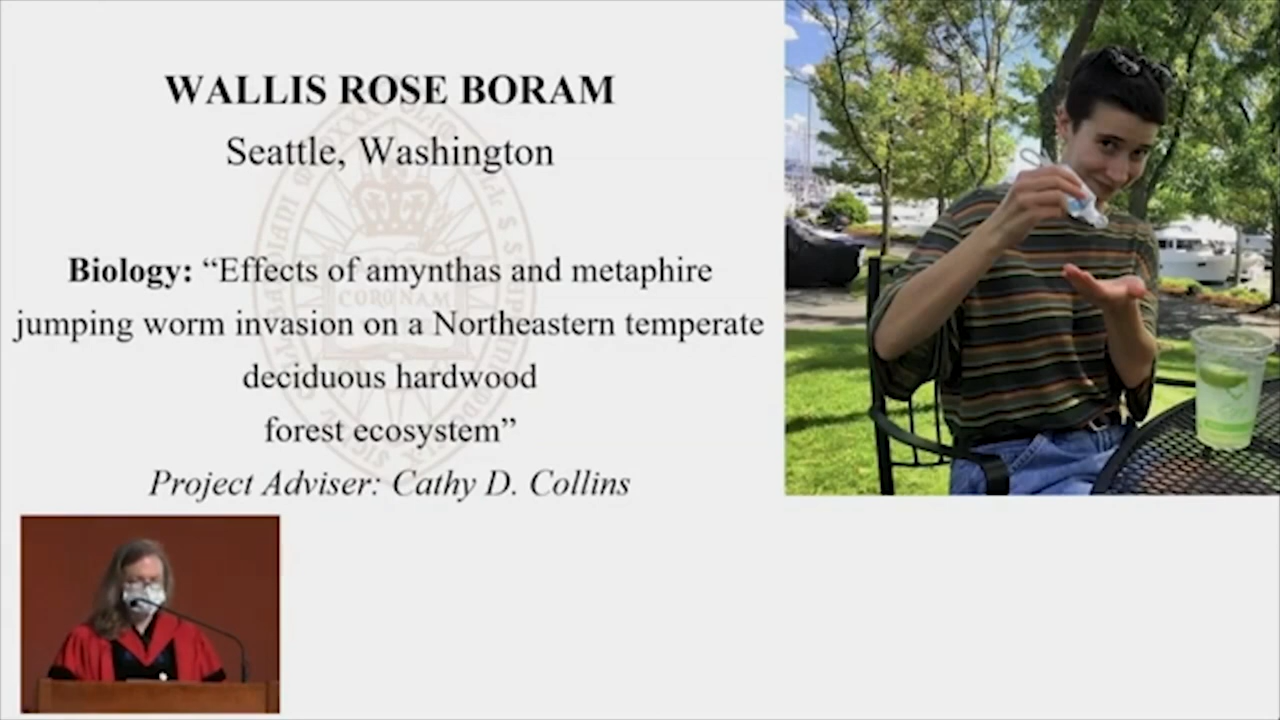 WALLIS ROSE BORAM
Seattle, Washington
Biology: “Effects of amynthas and metaphire
jumping worm invasion on a Northeastern temperate
deciduous hardwood
forest ecosystem”
Project Adviser: Cathy D. Collins
CORONAM